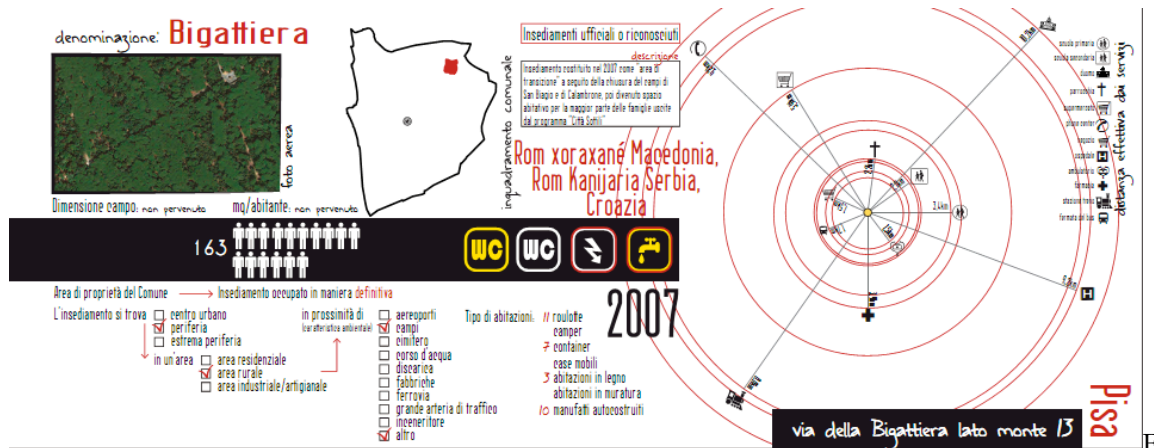 denominazione: Bigattiera
foto aerea
inquadramento comunale
Insediamenti ufficiali o riconosciuti
descrizione
Insediamento costituito nel 2007 come "area di
transizione" a seguito della chiusura dei campi di
San Biagio e di Calambrone, poi divenuto spazio
abitativo per la maggior parte delle famiglie uscite
dal programma "Città Sottili"
Rom xoraxané Macedonia,
Rom Kanijaria Serbia,
Croazia
Dimensione campo: non pervenuto
mq/abitante: non pervenuto
163
WC
WC
2007
Area di proprietà del Comune
Insediamento occupato in maniera definitiva
L'insediamento si trova
centro urbano
periferia
estrema periferia
in un'area
area residenziale
area rurale
area industriale/artigianale
in prossimità di
(caratteristica ambientale)
aereoporti
campi
cimitero
corso d'acqua
discarica
fabbriche
ferrovia
grande arteria di traffico
inceneritore
altro
Tipo di abitazioni:
11 roulotte
camper
7 container
case mobili
3 abitazioni in legno
abitazioni in muratura
10 manufatti autocostruiti
2,4km
H
scuola primaria
scuola secondaria
duomo
parrocchia
supermercato
phone center
negozio
ospedale
H
ambulatorio
farmacia
stazione treno
fermata del bus
distanza effettiva dai servizi
Pisa
via della Bigattiera lato monte 13